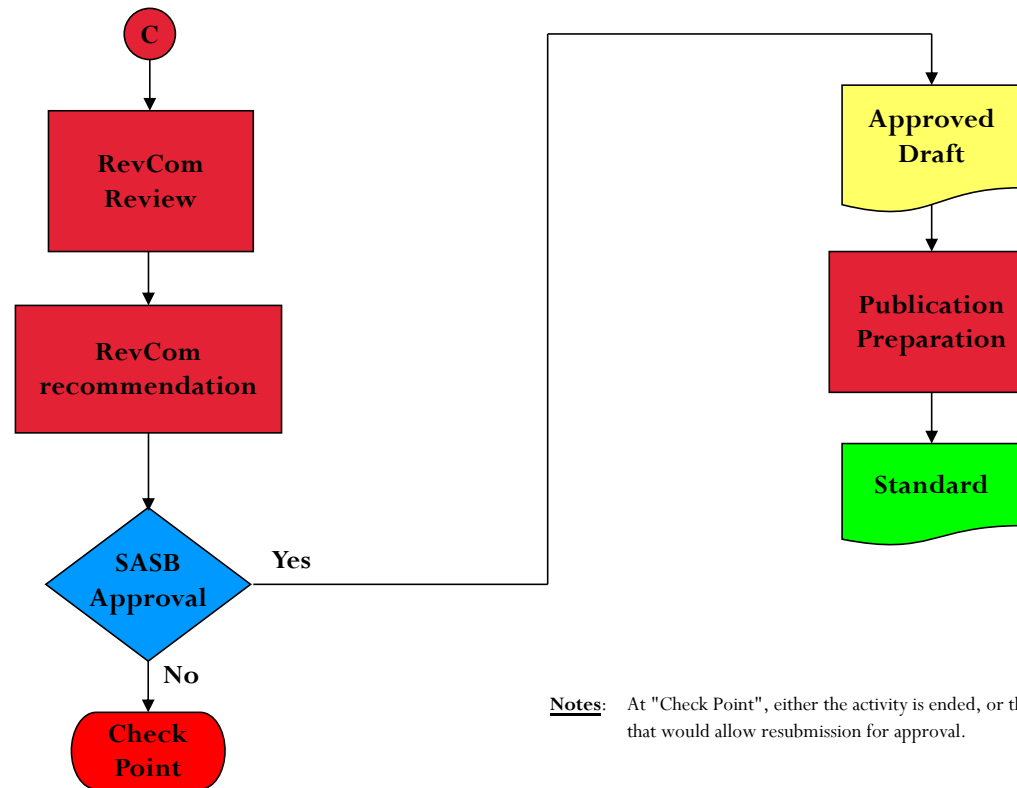 C
RevCom
Review
RevCom
recommendation
SASB
Approval
Yes
No
Check
Point
Approved
Draft
Publication
Preparation
Standard
Notes: At "Check Point", either the activity is ended, or th
that would allow resubmission for approval.